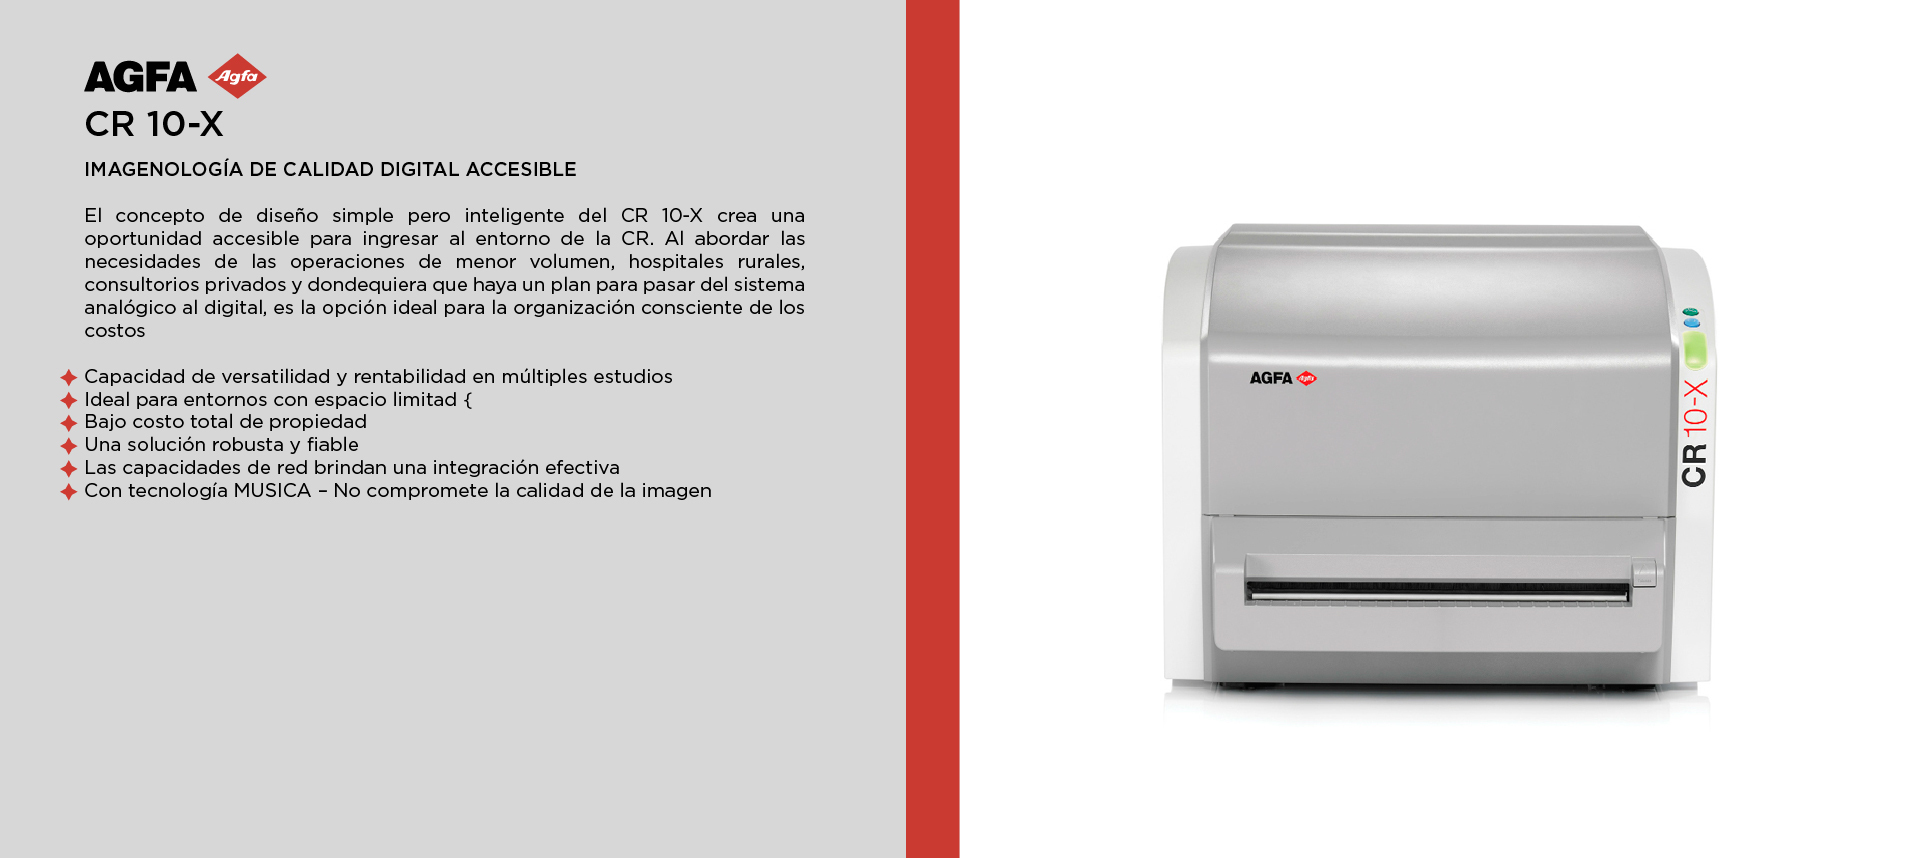 AGFA Agfa
CR 10-X
IMAGENOLOGÍA DE CALIDAD DIGITAL ACCESIBLE
El concepto de diseño simple pero inteligente del CR 10-X crea una
oportunidad accesible para ingresar al entorno de la CR. Al abordar las
necesidades de las operaciones de menor volumen, hospitales rurales,
consultorios privados y dondequiera que haya un plan para pasar del sistema
analógico al digital, es la opción ideal para la organización consciente de los
costos
Capacidad de versatilidad y rentabilidad en múltiples estudios
Ideal para entornos con espacio limitad {
Bajo costo total de propiedad
Una solución robusta y fiable
Las capacidades de red brindan una integración efectiva
Con tecnología MUSICA – No compromete la calidad de la imagen
AGFA Agfa
CR 10-X